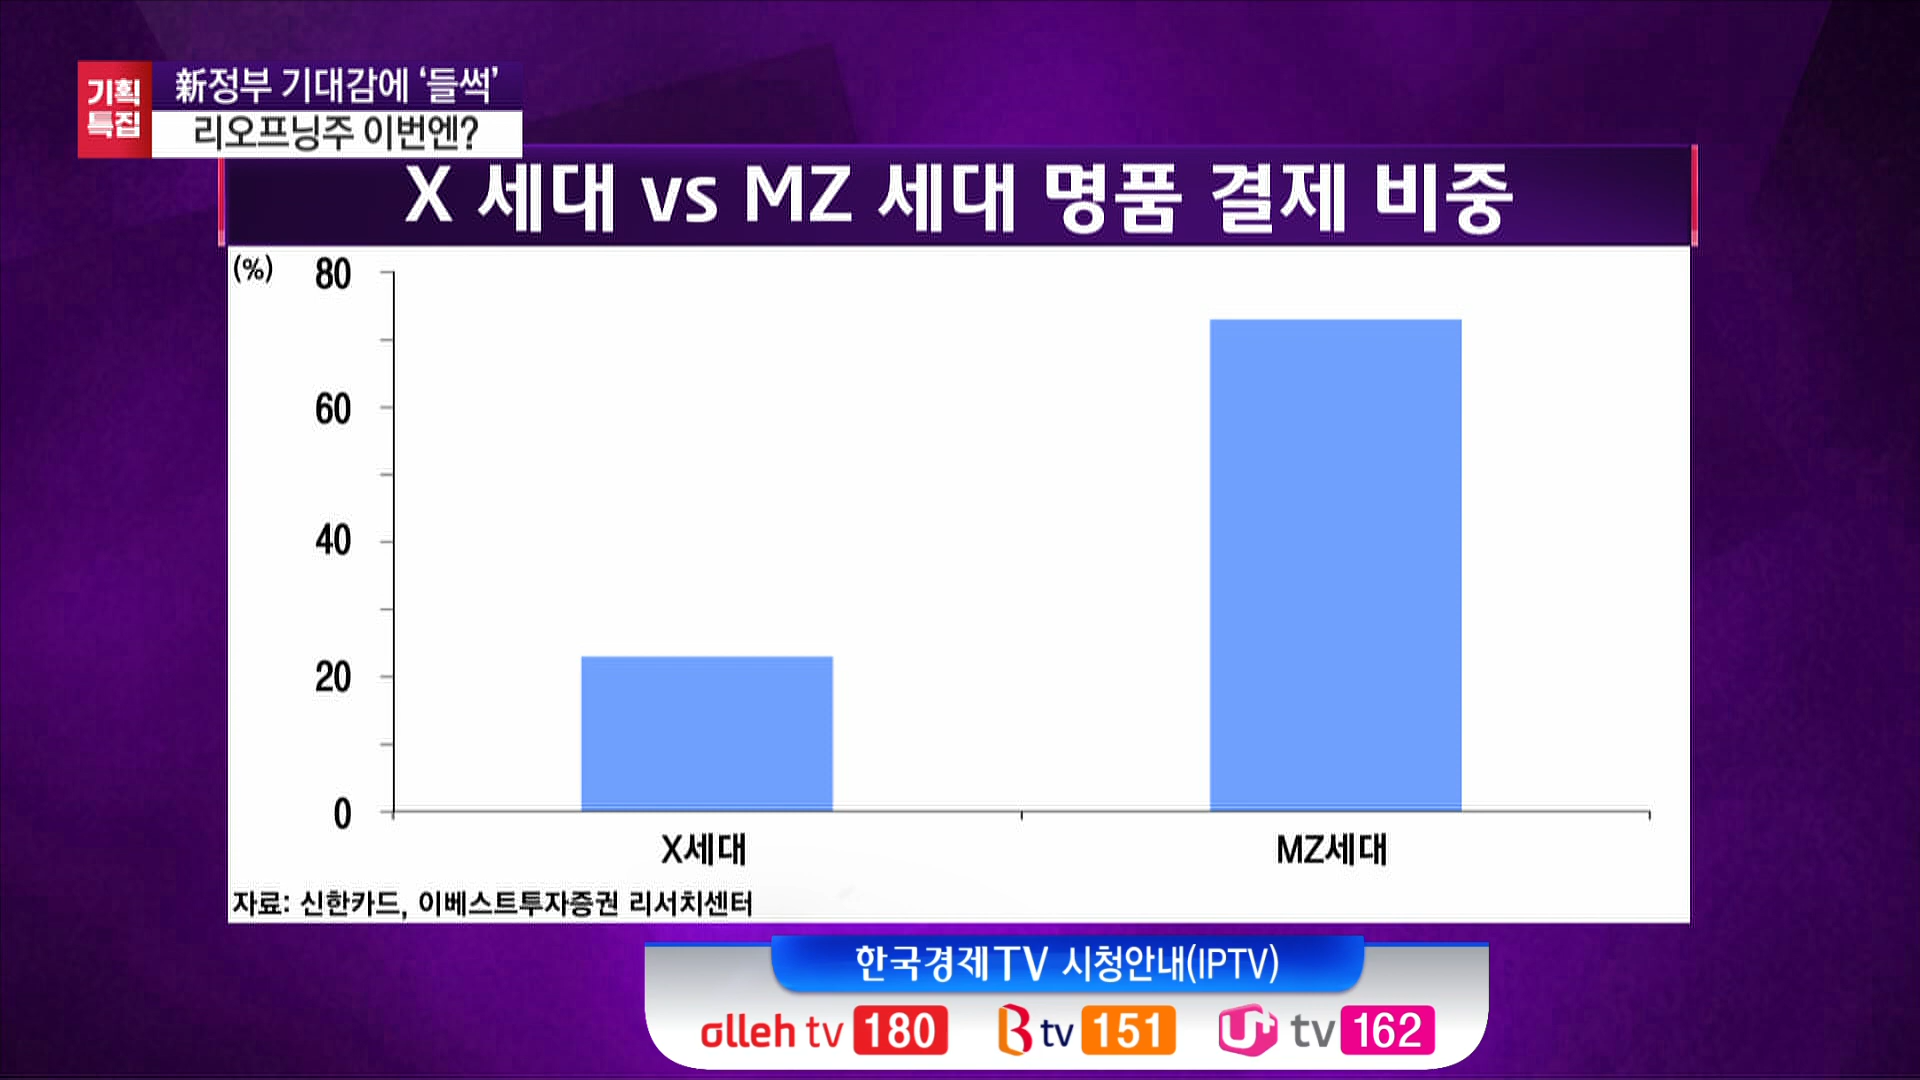 기획
특집
新정부 기대감에 ‘들썩’
리오프닝주 이번엔?
X 세대 vs MZ 세대 명품 결제 비중
(%)
80
60
40
20
0
X세대
MZ세대
자료: 신한카드, 이베스트투자증권 리서치센터
한국경제TV 시청안내(IPTV)
olleh tv 180 B tv 151 U+ tv 162